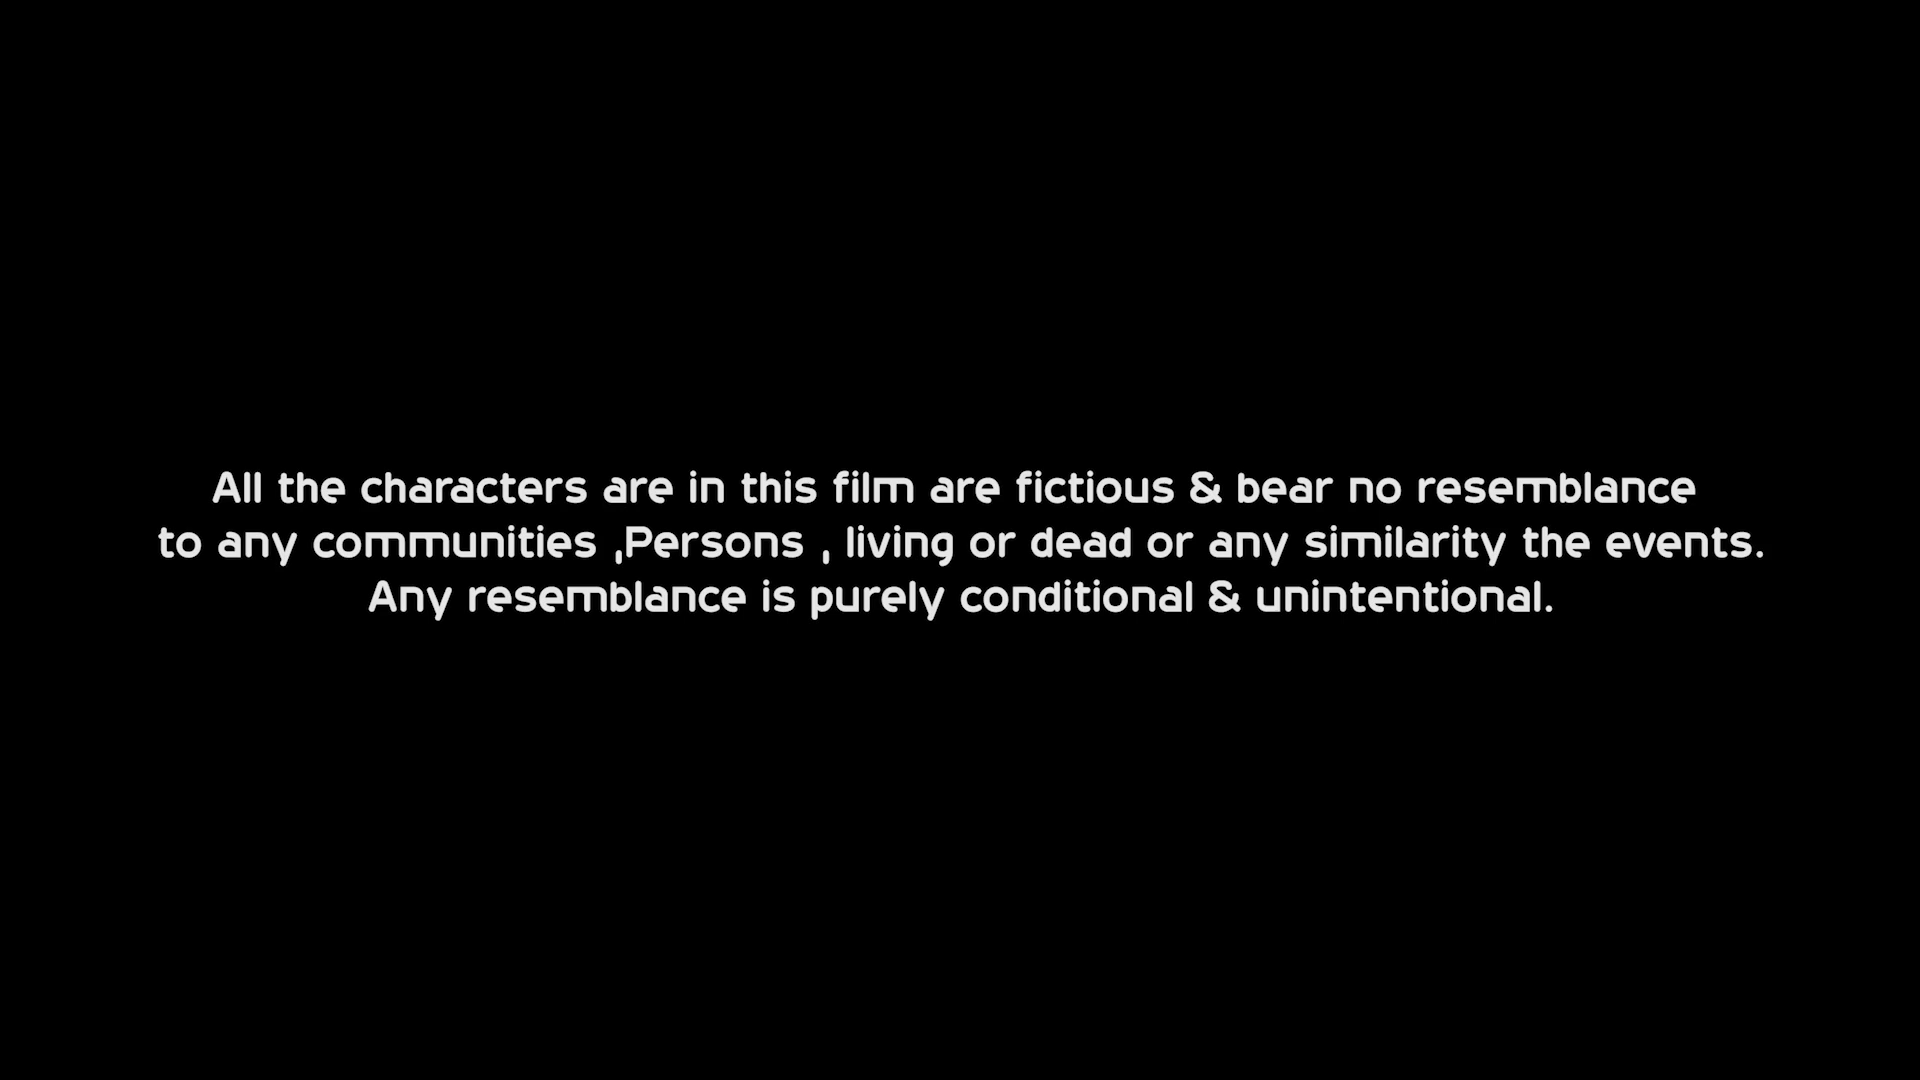 All the characters are in this film are fictious & bear no resemblance
to any communities ,Persons , living or dead or any similarity the events.
Any resemblance is purely conditional & unintentional.